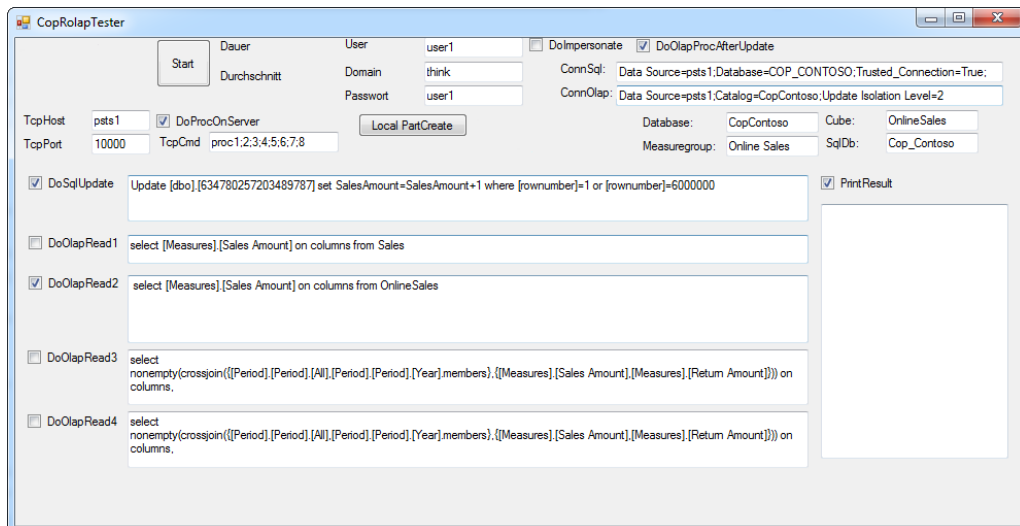 CopRolapTester
Start
Dauer
Durchschnitt
User user1
Domain think
Passwort user1
DoImpersonate DoOlapProcAfterUpdate
ConnSql: Data Source=psts1;Database=COP_CONTOSO;Trusted_Connection=True;
ConnOlap: Data Source=psts1;Catalog=CopContoso;Update Isolation Level=2
TcpHost psts1 DoProcOnServer
TcpPort 10000 TcpCmd proc1;2;3;4;5;6;7;8
Local PartCreate
Database: CopContoso Cube: OnlineSales
Measuregroup: Online Sales SqlDb: Cop_Contoso
DoSqlUpdate Update [dbo].[634780257203489787] set SalesAmount=SalesAmount+1 where [rownumber]=1 or [rownumber]=6000000
PrintResult
DoOlapRead1 select [Measures].[Sales Amount] on columns from Sales
DoOlapRead2 select [Measures].[Sales Amount] on columns from OnlineSales
DoOlapRead3 select
nonempty(crossjoin({[Period].[Period].[All],[Period].[Period].[Year].members},{[Measures].[Sales Amount],[Measures].[Return Amount]})) on
columns,
DoOlapRead4 select
nonempty(crossjoin({[Period].[Period].[All],[Period].[Period].[Year].members},{[Measures].[Sales Amount],[Measures].[Return Amount]})) on
columns,